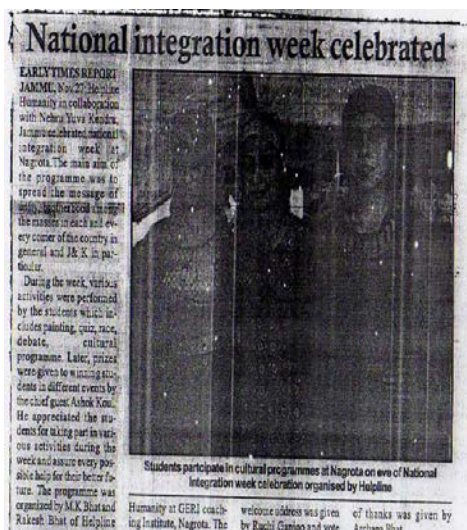 National integration week celebrated
EARLYTIMES REPORT
JAMMU, Nov.27: Helpline
Humanity in collaboration
with Nehru Yuva Kendra,
Jammu celebrated national
integration week at
Nagrota. The main aim of
the programme was to
spread the message of
unity, brotherhood among
the masses in each and ev-
ery corner of the country in
general and J& K in par-
ticular.
During the week, various
activities were performed
by the students which in-
cludes painting, quiz, race,
debate, cultural
programme. Later, prizes
were given to winning stu-
dents in different events by
the chief guest Ashok Koul.
He appreciated the stu-
dents for taking part in vari-
ous activities during the
week and assure every pos-
sible help for their better fu-
ture. The programme was
organized by M.K Bhat and
Rakesh Bhat of Helpline
Students partcipate in cultural programmes at Nagrota on eve of National
Integration week celebration organised by Helpline
Humanity at GERI coach-
ing Institute, Nagrota. The
welcome address was given
by Ruchi Ganjoo and vote
of thanks was given by
Archana Bhat.